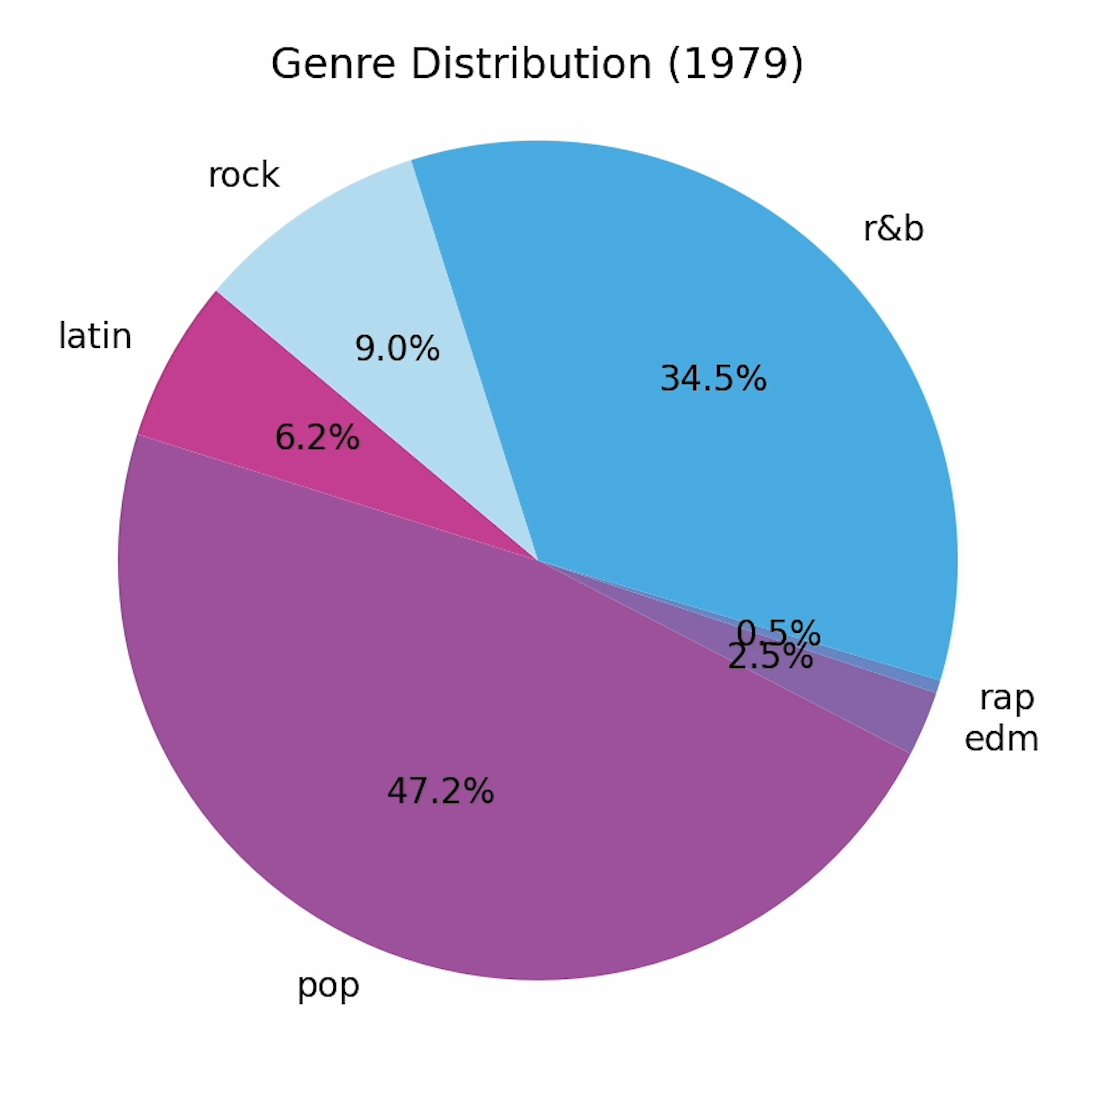 Genre Distribution (1979)
rock
r&b
latin
9.0%
34.5%
6.2%
0.5%
2.5%
rap
edm
47.2%
pop